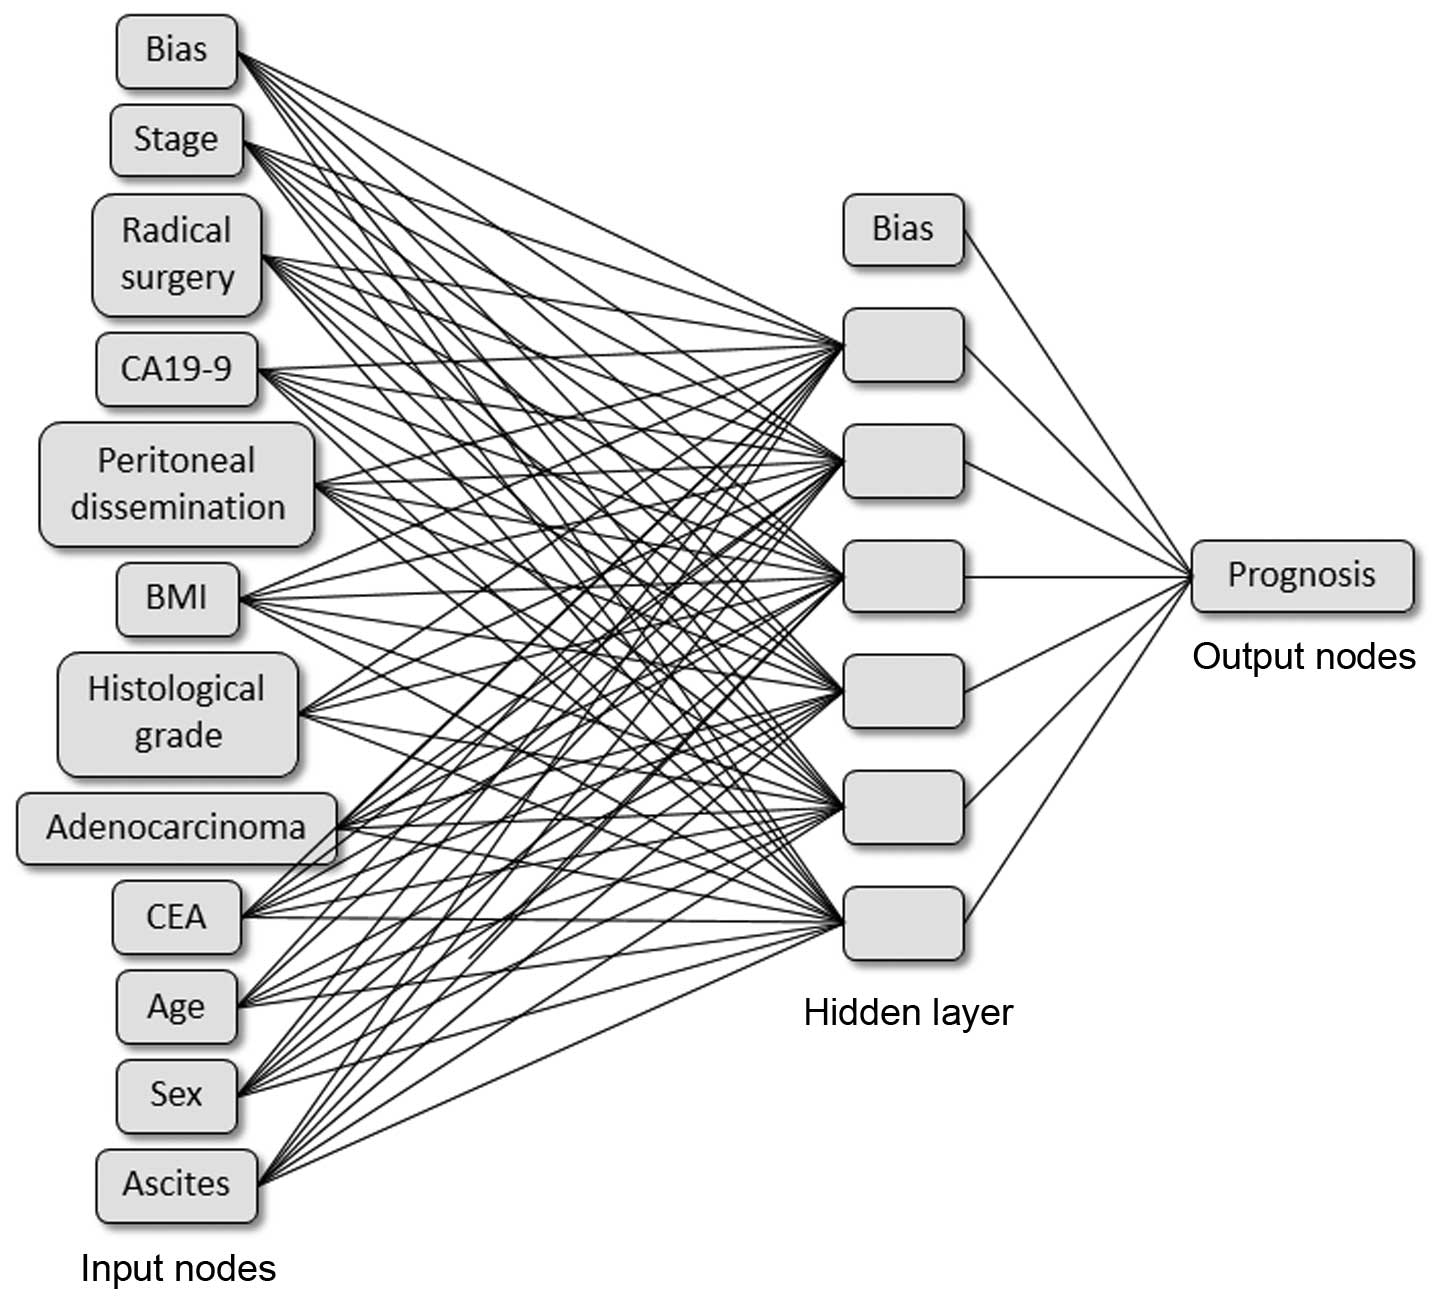 Bias
Stage
Radical
surgery
CA19-9
Peritoneal
dissemination
BMI
Histological
grade
Adenocarcinoma
CEA
Age
Sex
Ascites
Input nodes
Bias
Hidden layer
Prognosis
Output nodes